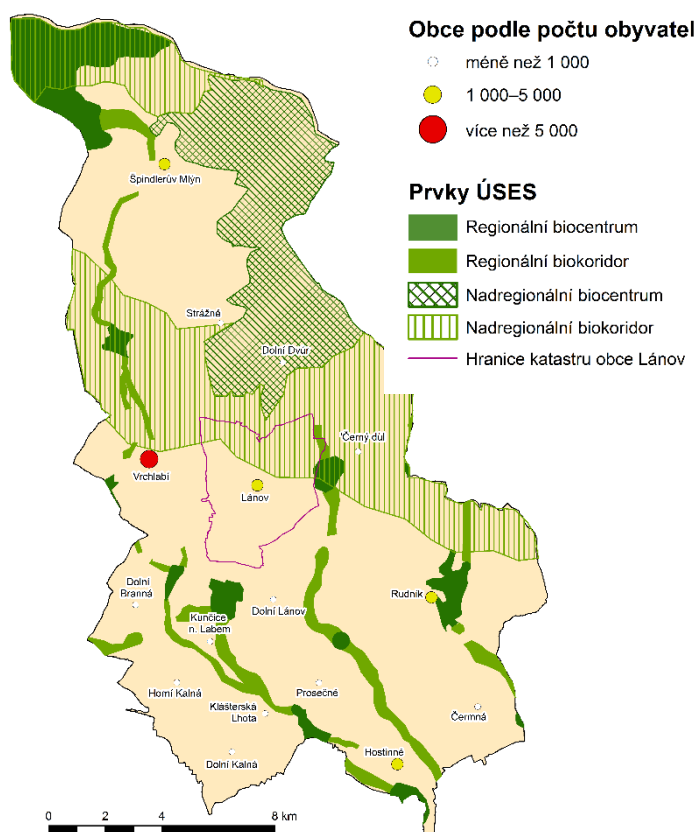 Obce podle počtu obyvatel
méně než 1 000
1 000–5 000
více než 5 000
Prvky ÚSES
Regionální biocentrum
Regionální biokoridor
Nadregionální biocentrum
Nadregionální biokoridor
Hranice katastru obce Lánov
Špindlerův Mlýn
Strážné
Dolní Dvůr
Černý důl
Vrchlabí
Lánov
Dolní
Branná
Kunčice
n. Labem
Dolní Lánov
Rudník
Horní Kalná
Klášterská
Lhota
Prosečné
Čermná
Dolní Kalná
Hostinné
0 2 4 8 km